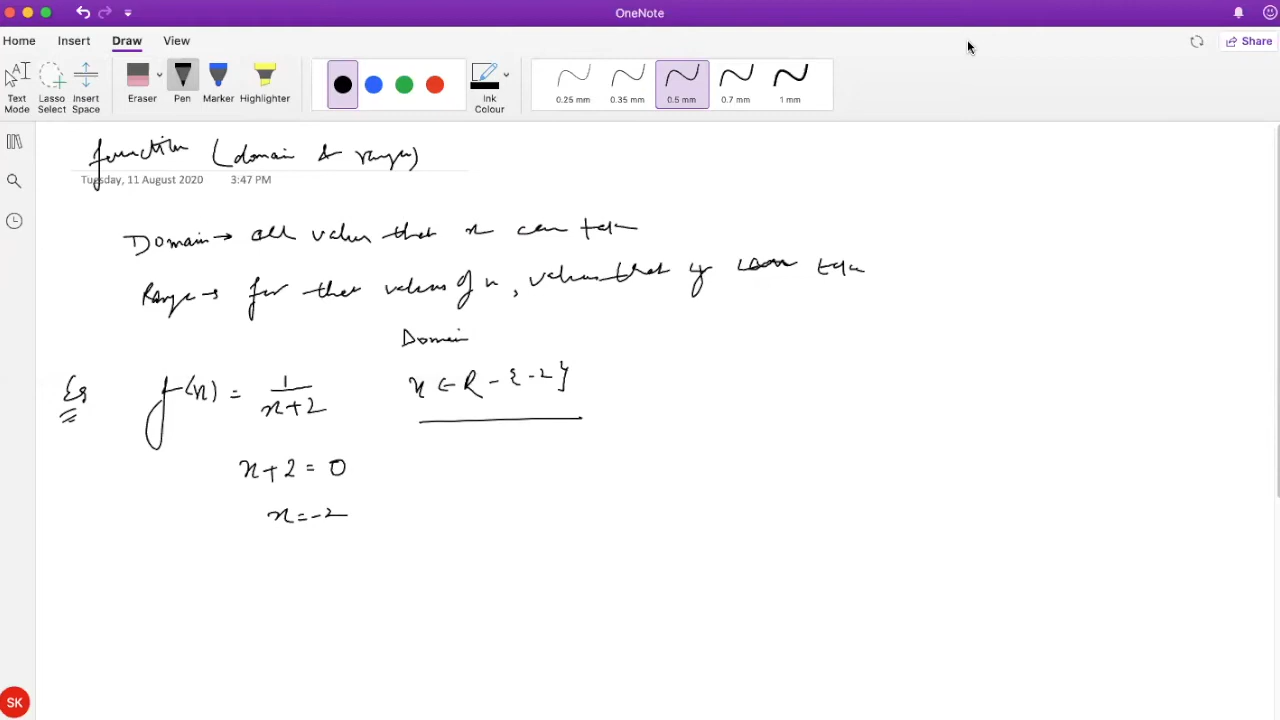 OneNote
Home Insert Draw View
Share
Text Mode Lasso Select Insert Space Eraser Pen Marker Highlighter Ink Colour 0.25 mm 0.35 mm 0.5 mm 0.7 mm 1 mm
function (domain & range)
Tuesday, 11 August 2020 3:47 PM
Domain → all value that x can take
Range → for that values of x, values that y can take
Domain
Eg f(x) = 1/(x+2) x ∈ R - {-2}
x+2 = 0
x = -2
SK